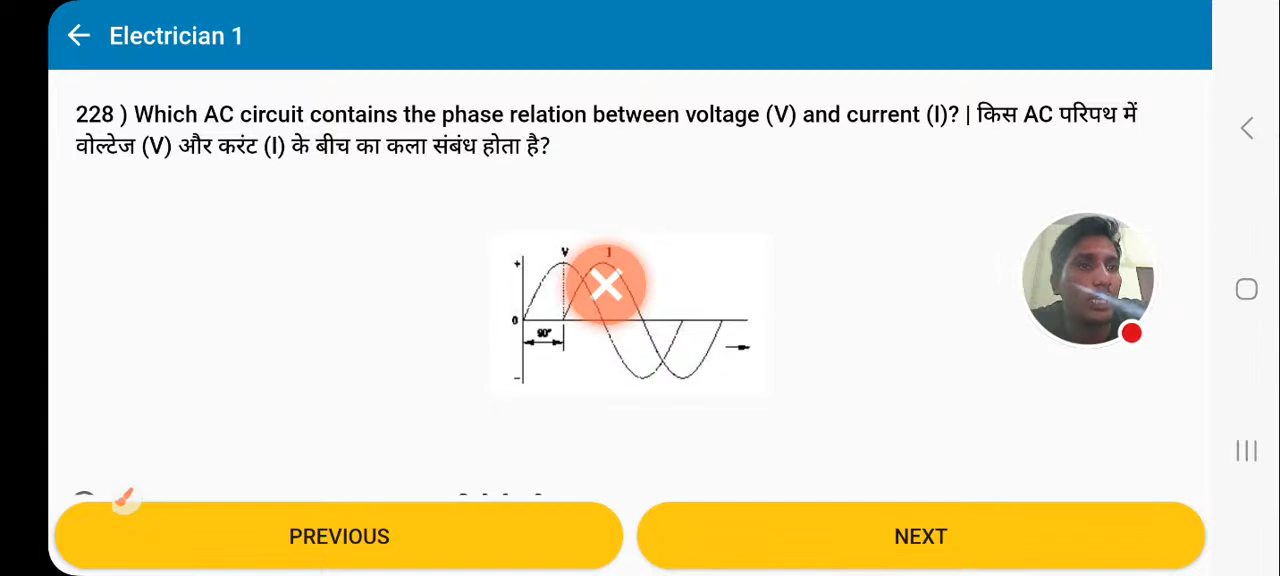 Electrician 1
228 ) Which AC circuit contains the phase relation between voltage (V) and current (I)? | किस AC परिपथ में
वोल्टेज (V) और करंट (I) के बीच का कला संबंध होता है?
V I
+
0
90°
–
PREVIOUS NEXT